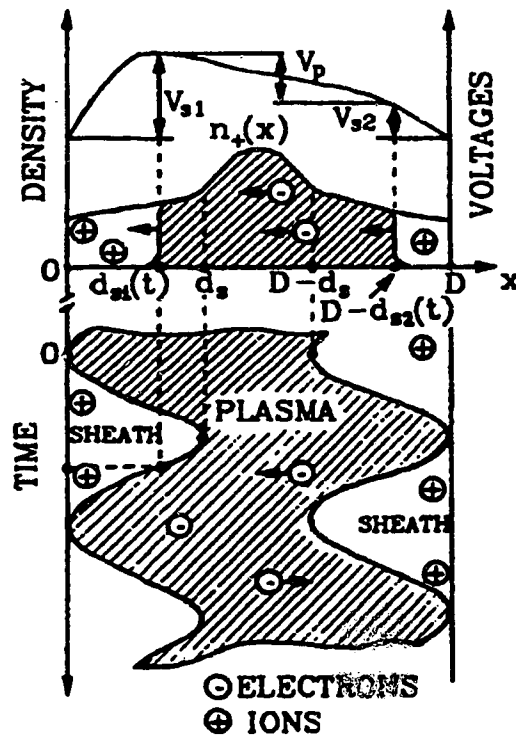 DENSITY
VOLTAGES
V_p
V_s1
V_s2
n_+(x)
0
d_s1(t)
d_s
D-d_s
D
x
D-d_s2(t)
0
TIME
PLASMA
SHEATH
SHEATH
⊖ ELECTRONS
⊕ IONS